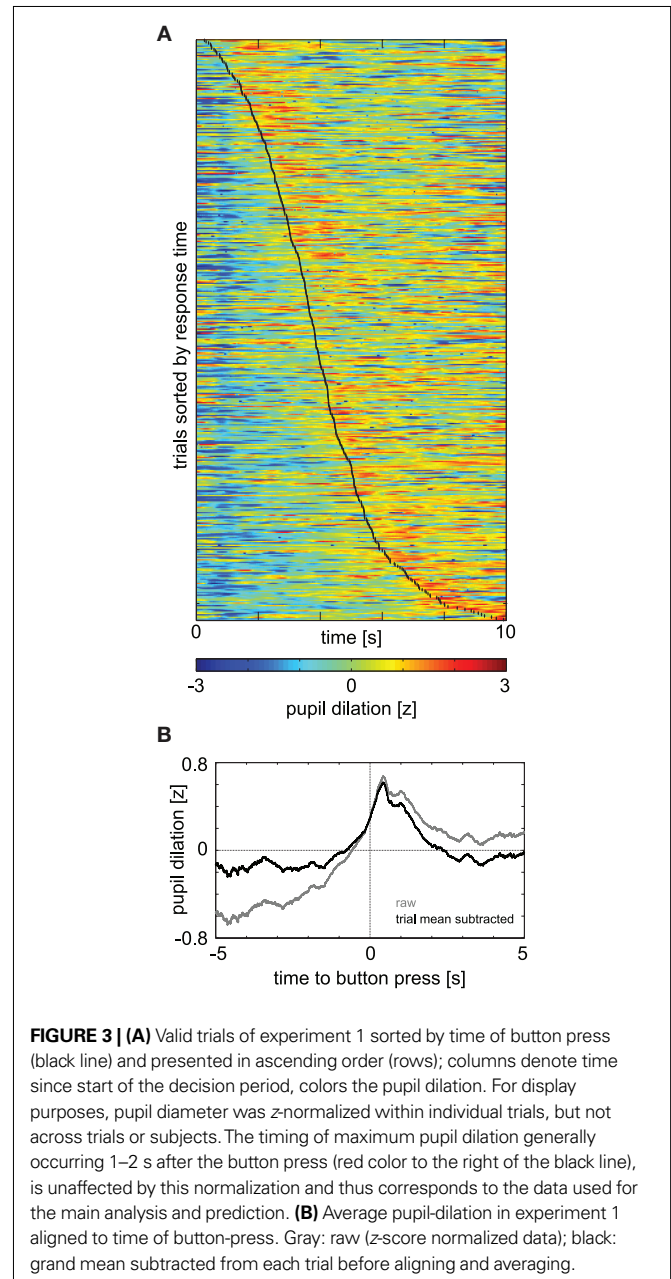 A
trials sorted by response time
0
10
time [s]
-3
0
3
pupil dilation [z]
B
0.8
0
-0.8
pupil dilation [z]
raw
trial mean subtracted
-5
0
5
time to button press [s]
FIGURE 3 | (A) Valid trials of experiment 1 sorted by time of button press
(black line) and presented in ascending order (rows); columns denote time
since start of the decision period, colors the pupil dilation. For display
purposes, pupil diameter was z-normalized within individual trials, but not
across trials or subjects. The timing of maximum pupil dilation generally
occurring 1–2 s after the button press (red color to the right of the black line),
is unaffected by this normalization and thus corresponds to the data used for
the main analysis and prediction. (B) Average pupil-dilation in experiment 1
aligned to time of button-press. Gray: raw (z-score normalized data); black:
grand mean subtracted from each trial before aligning and averaging.